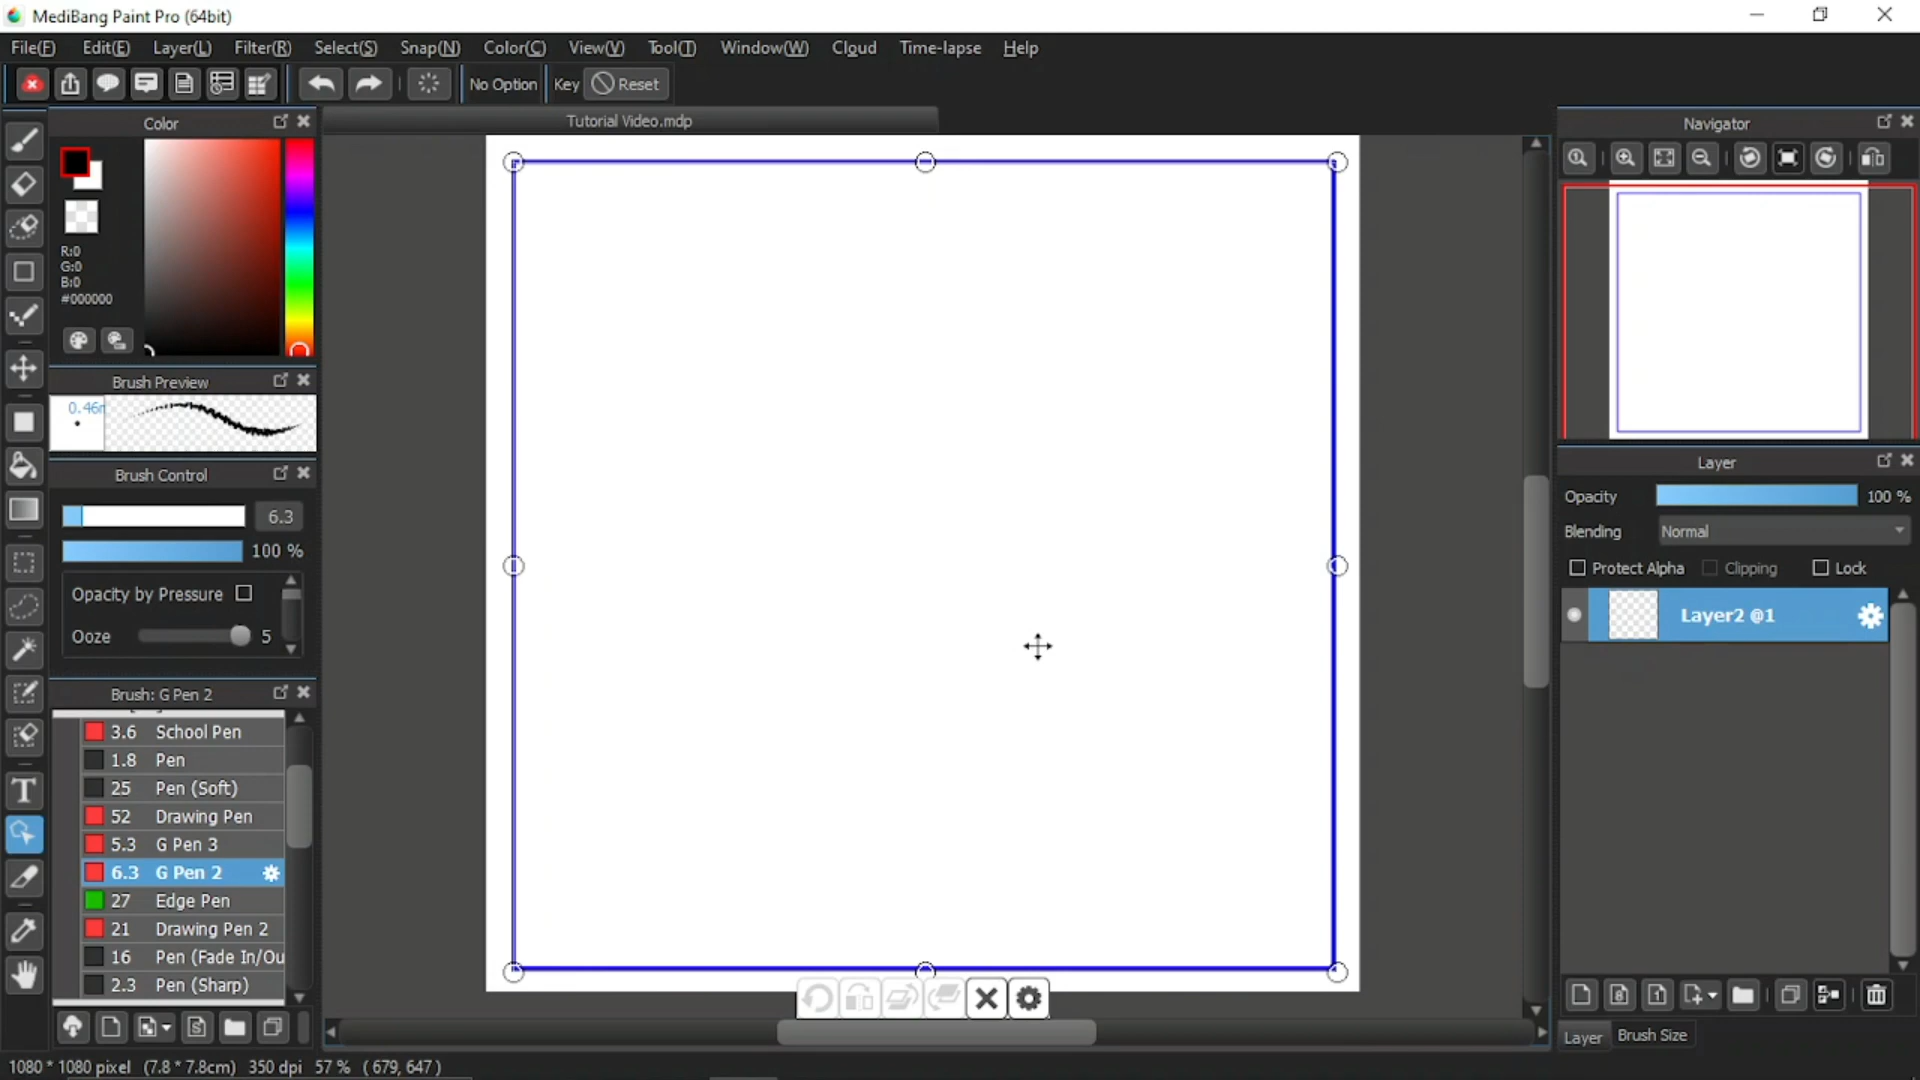 MediBang Paint Pro (64bit)
File(F) Edit(E) Layer(L) Filter(R) Select(S) Snap(N) Color(C) View(V) Tool(T) Window(W) Cloud Time-lapse Help
No Option Key Reset
Color
Tutorial Video.mdp
Navigator
R:0
G:0
B:0
#000000
Brush Preview
0.46
Brush Control
6.3
100 %
Opacity by Pressure
Ooze 5
Brush: G Pen 2
3.6 School Pen
1.8 Pen
25 Pen (Soft)
52 Drawing Pen
5.3 G Pen 3
6.3 G Pen 2
27 Edge Pen
21 Drawing Pen 2
16 Pen (Fade In/Ou
2.3 Pen (Sharp)
Layer
Opacity 100 %
Blending Normal
Protect Alpha Clipping Lock
Layer2 @1
Layer Brush Size
1080 * 1080 pixel (7.8 * 7.8cm) 350 dpi 57 % ( 679, 647 )